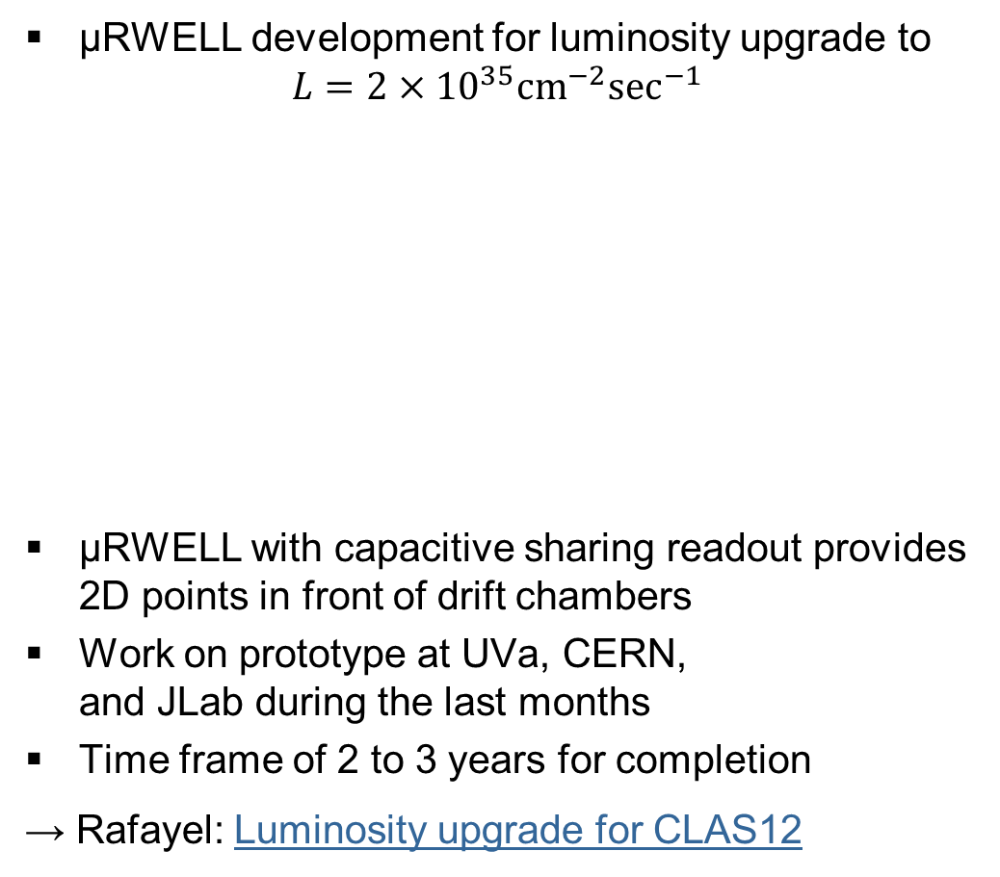 ▪ μRWELL development for luminosity upgrade to
L = 2 × 10³⁵cm⁻²sec⁻¹
▪ μRWELL with capacitive sharing readout provides
2D points in front of drift chambers
▪ Work on prototype at UVa, CERN,
and JLab during the last months
▪ Time frame of 2 to 3 years for completion
→ Rafayel: Luminosity upgrade for CLAS12